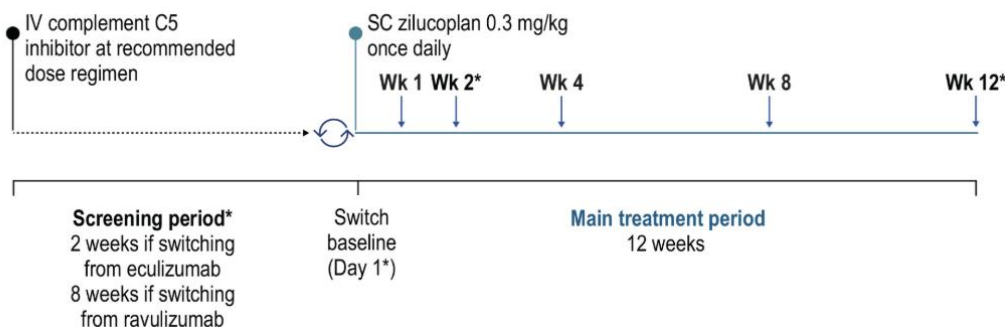 IV complement C5
inhibitor at recommended
dose regimen
SC zilucoplan 0.3 mg/kg
once daily
Wk 1
Wk 2*
Wk 4
Wk 8
Wk 12*
Screening period*
2 weeks if switching
from eculizumab
8 weeks if switching
from ravulizumab
Switch
baseline
(Day 1*)
Main treatment period
12 weeks